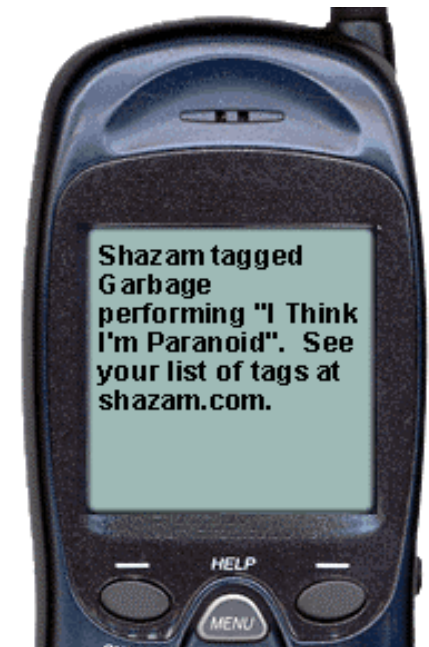 Shazam tagged
Garbage
performing "I Think
I'm Paranoid".  See
your list of tags at
shazam.com.
HELP
MENU